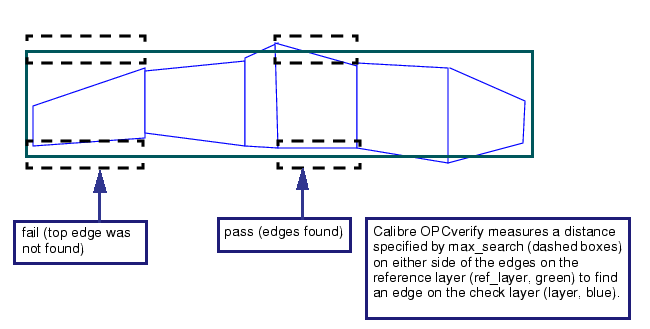 fail (top edge was
not found)
pass (edges found)
Calibre OPCverify measures a distance
specified by max_search (dashed boxes)
on either side of the edges on the
reference layer (ref_layer, green) to find
an edge on the check layer (layer, blue).